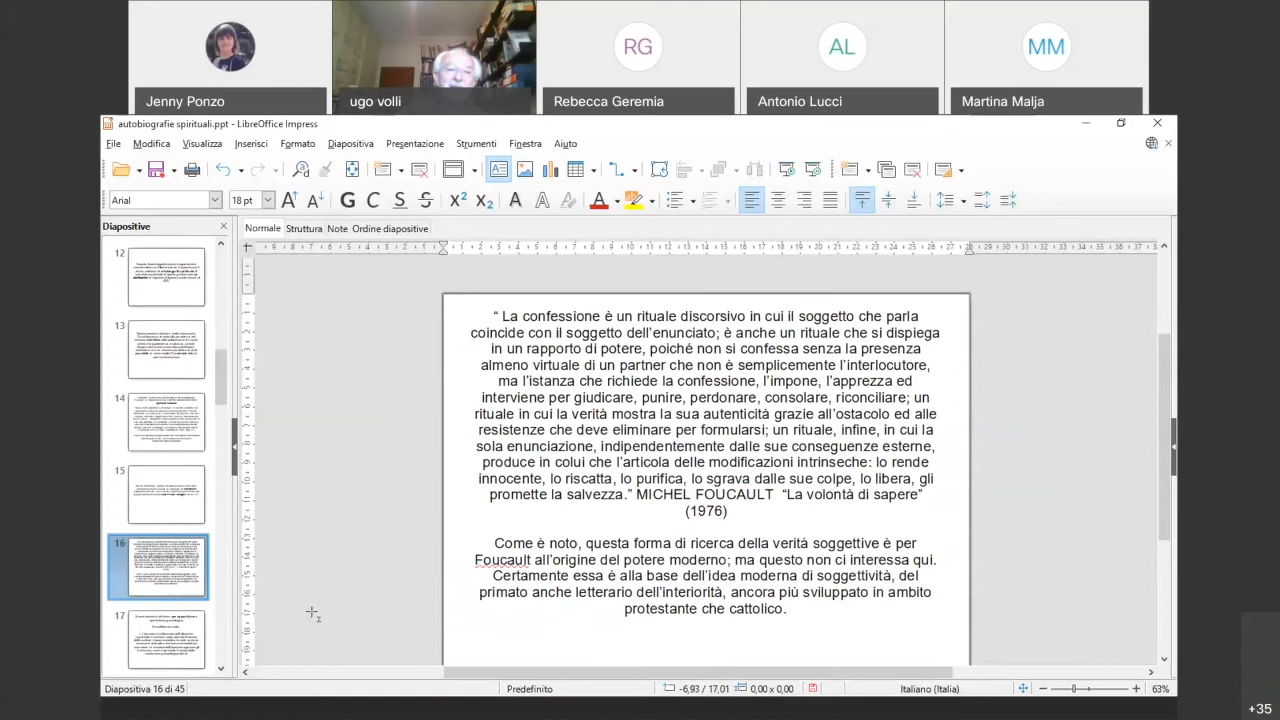 RG
AL
MM
Jenny Ponzo
ugo volli
Rebecca Geremia
Antonio Lucci
Martina Malja
autobiografie spirituali.ppt - LibreOffice Impress
File Modifica Visualizza Inserisci Formato Diapositiva Presentazione Strumenti Finestra Aiuto
Arial 18 pt
Diapositive
Normale Struttura Note Ordine diapositive
12
13
14
15
16
17
“ La confessione è un rituale discorsivo in cui il soggetto che parla
coincide con il soggetto dell’enunciato; è anche un rituale che si dispiega
in un rapporto di potere, poiché non si confessa senza la presenza
almeno virtuale di un partner che non è semplicemente l’interlocutore,
ma l’istanza che richiede la confessione, l’impone, l’apprezza ed
interviene per giudicare, punire, perdonare, consolare, riconciliare; un
rituale in cui la verità mostra la sua autenticità grazie all’ostacolo ed alle
resistenze che deve eliminare per formularsi; un rituale, infine, in cui la
sola enunciazione, indipendentemente dalle sue conseguenze esterne,
produce in colui che l’articola delle modificazioni intrinseche: lo rende
innocente, lo riscatta, lo purifica, lo sgrava dalle sue colpe, lo libera, gli
promette la salvezza.” MICHEL FOUCAULT “La volontà di sapere”
(1976)
Come è noto, questa forma di ricerca della verità soggettiva è per
Foucault all’origine del potere moderno; ma questo non ci interessa qui.
Certamente essa è alla base dell’idea moderna di soggettività, del
primato anche letterario dell’interiorità, ancora più sviluppato in ambito
protestante che cattolico.
Diapositiva 16 di 45 Predefinito -6,93 / 17,01 0,00 x 0,00 Italiano (Italia) 63%
+35